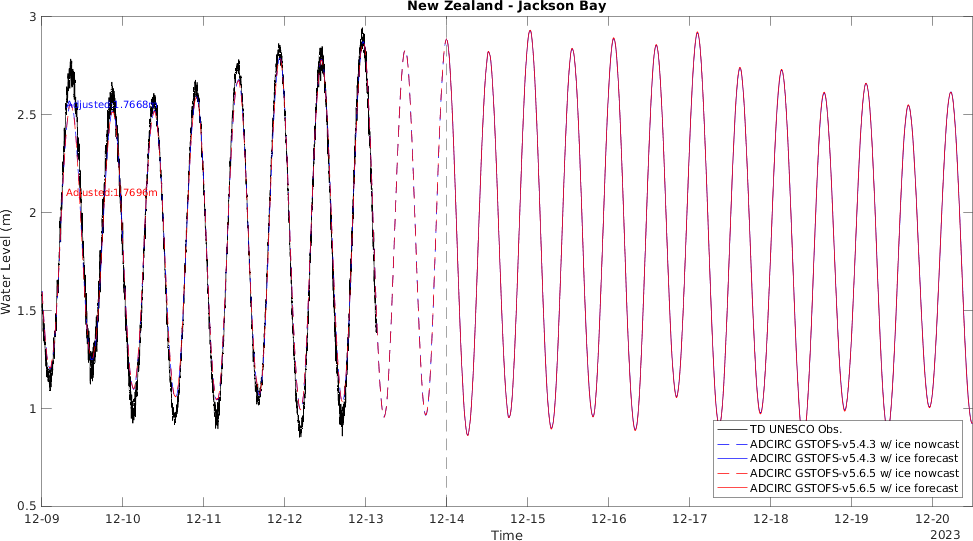 New Zealand - Jackson Bay
Water Level (m)
3
2.5
2
1.5
1
0.5
Adjusted:1.7668m
Adjusted:1.7696m
TD UNESCO Obs.
ADCIRC GSTOFS-v5.4.3 w/ ice nowcast
ADCIRC GSTOFS-v5.4.3 w/ ice forecast
ADCIRC GSTOFS-v5.6.5 w/ ice nowcast
ADCIRC GSTOFS-v5.6.5 w/ ice forecast
12-09 12-10 12-11 12-12 12-13 12-14 12-15 12-16 12-17 12-18 12-19 12-20
2023
Time